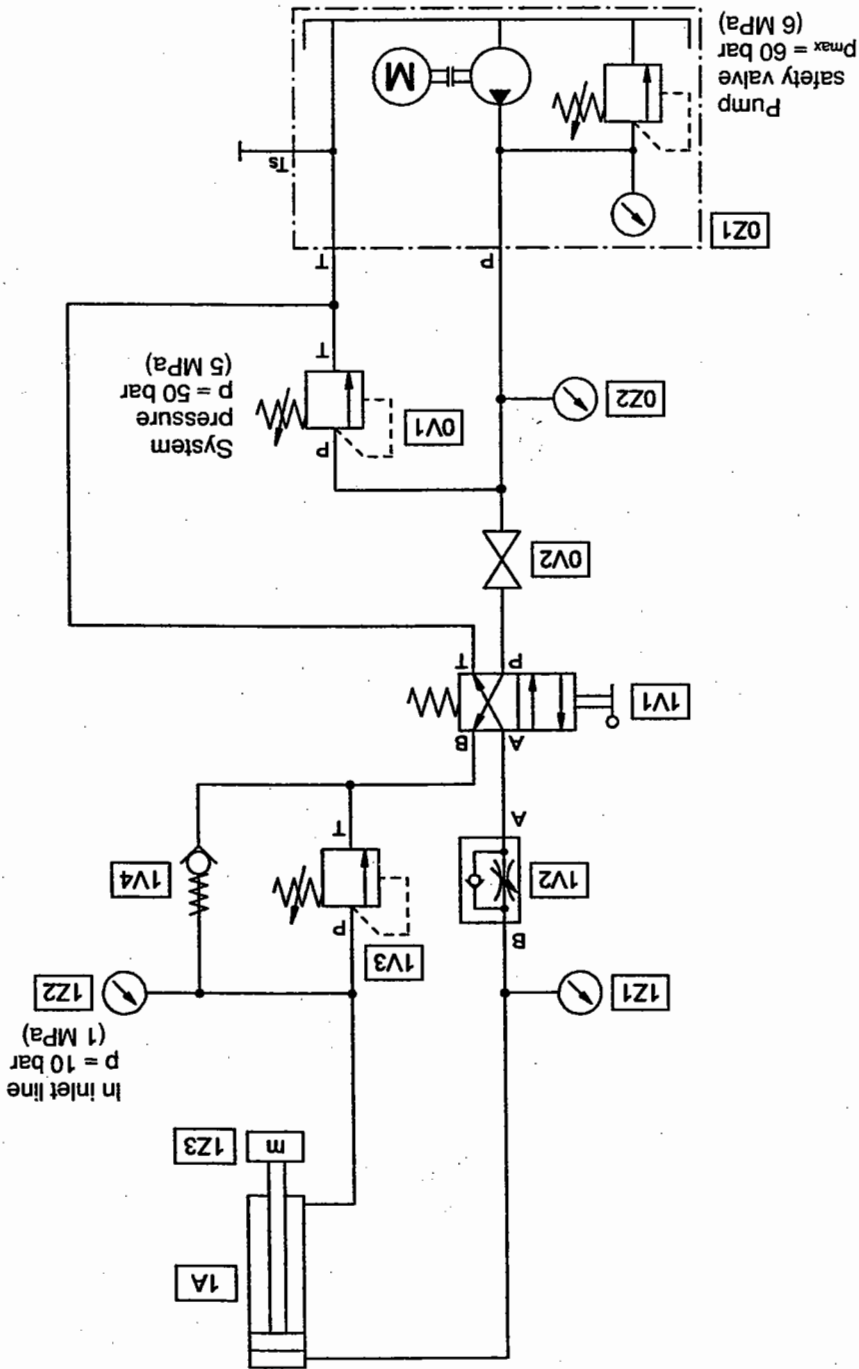 1A
1Z3
m
In inlet line
p = 10 bar
(1 MPa)
1Z1
1Z2
1V3
B
P
1V2
1V4
A
T
A
B
1V1
P
T
0V2
P
System
pressure
p = 50 bar
(5 MPa)
0V1
0Z2
T
P
T
0Z1
Ts
Pump
safety valve
pmax = 60 bar
(6 MPa)
M